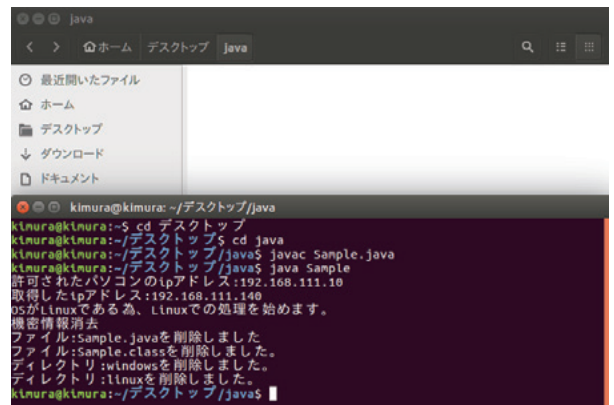 java
ホーム デスクトップ java
最近開いたファイル
ホーム
デスクトップ
ダウンロード
ドキュメント
kimura@kimura: ~/デスクトップ/java
kimura@kimura:~$ cd デスクトップ
kimura@kimura:~/デスクトップ$ cd java
kimura@kimura:~/デスクトップ/java$ javac Sample.java
kimura@kimura:~/デスクトップ/java$ java Sample
許可されたパソコンのipアドレス:192.168.111.10
取得したipアドレス:192.168.111.140
osがLinuxである為、Linuxでの処理を始めます。
機密情報消去
ファイル:Sample.javaを削除しました
ファイル:Sample.classを削除しました。
ディレクトリ:windowsを削除しました。
ディレクトリ:linuxを削除しました。
kimura@kimura:~/デスクトップ/java$